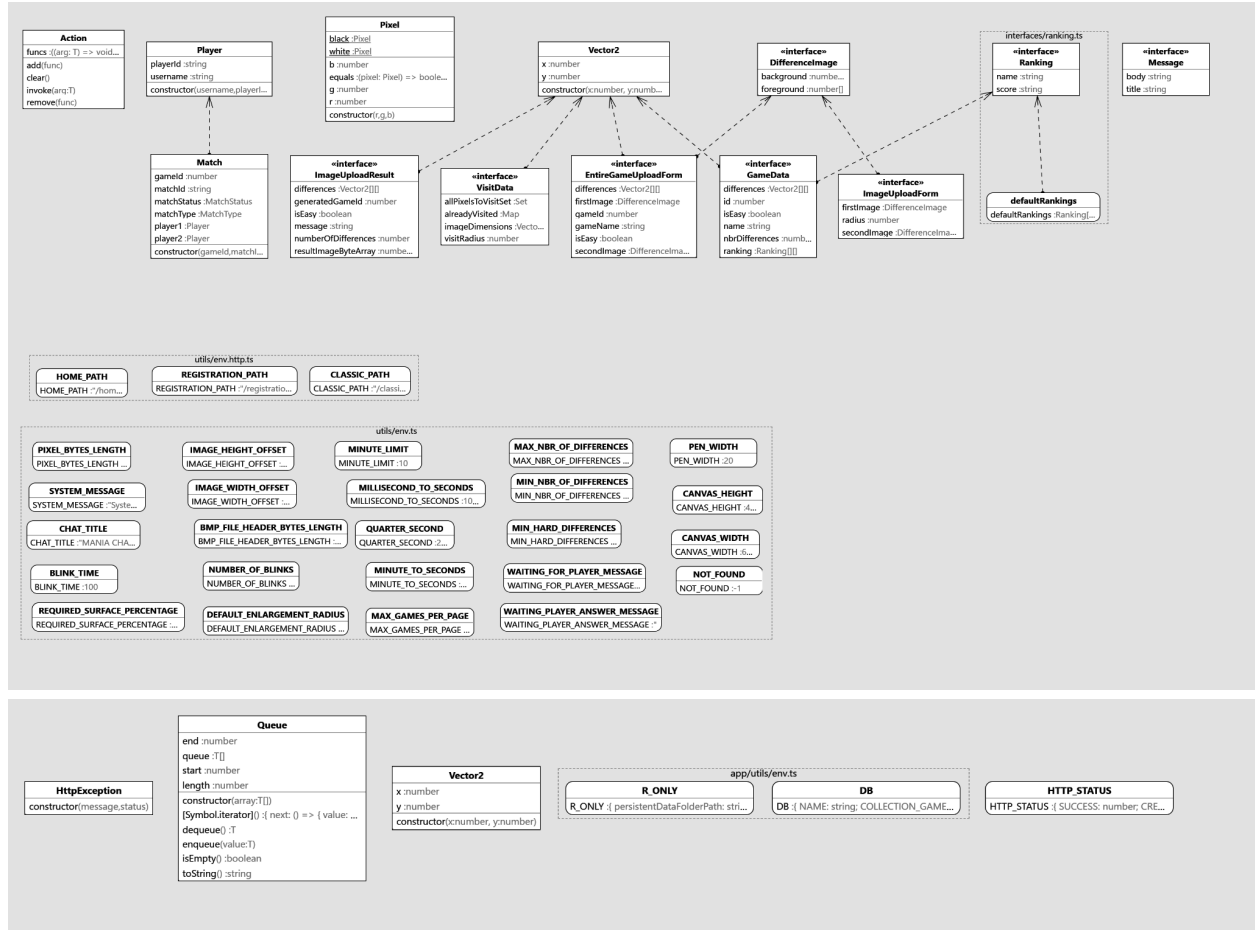 Action
funcs :((arg: T) => void...
add(func)
clear()
invoke(arg:T)
remove(func)
Player
playerId :string
username :string
constructor(username,playerI...
Pixel
black :Pixel
white :Pixel
b :number
equals :(pixel: Pixel) => boole...
g :number
r :number
constructor(r,g,b)
Vector2
x :number
y :number
constructor(x:number, y:numb...
«interface»
DifferenceImage
background :numbe...
foreground :number[]
interfaces/ranking.ts
«interface»
Ranking
name :string
score :string
«interface»
Message
body :string
title :string
Match
gameId :number
matchId :string
matchStatus :MatchStatus
matchType :MatchType
player1 :Player
player2 :Player
constructor(gameId,matchI...
«interface»
ImageUploadResult
differences :Vector2[][]
generatedGameId :number
isEasy :boolean
message :string
numberOfDifferences :number
resultImageByteArray :numbe...
«interface»
VisitData
allPixelsToVisitSet :Set
alreadyVisited :Map
imageDimensions :Vecto...
visitRadius :number
«interface»
EntireGameUploadForm
differences :Vector2[][]
firstImage :DifferenceImage
gameId :number
gameName :string
isEasy :boolean
secondImage :DifferenceIma...
«interface»
GameData
differences :Vector2[][]
id :number
isEasy :boolean
name :string
nbrDifferences :numb...
ranking :Ranking[][]
«interface»
ImageUploadForm
firstImage :DifferenceImage
radius :number
secondImage :DifferenceIma...
defaultRankings
defaultRankings :Ranking[...
utils/env.http.ts
HOME_PATH
HOME_PATH :"/hom...
REGISTRATION_PATH
REGISTRATION_PATH :"/registratio...
CLASSIC_PATH
CLASSIC_PATH :"/classi...
utils/env.ts
PIXEL_BYTES_LENGTH
PIXEL_BYTES_LENGTH ...
IMAGE_HEIGHT_OFFSET
IMAGE_HEIGHT_OFFSET :...
MINUTE_LIMIT
MINUTE_LIMIT :10
MAX_NBR_OF_DIFFERENCES
MAX_NBR_OF_DIFFERENCES ...
PEN_WIDTH
PEN_WIDTH :20
SYSTEM_MESSAGE
SYSTEM_MESSAGE :"Syste...
IMAGE_WIDTH_OFFSET
IMAGE_WIDTH_OFFSET :...
MILLISECOND_TO_SECONDS
MILLISECOND_TO_SECONDS :10...
MIN_NBR_OF_DIFFERENCES
MIN_NBR_OF_DIFFERENCES ...
CANVAS_HEIGHT
CANVAS_HEIGHT :4...
CHAT_TITLE
CHAT_TITLE :"MANIA CHA...
BMP_FILE_HEADER_BYTES_LENGTH
BMP_FILE_HEADER_BYTES_LENGTH :...
QUARTER_SECOND
QUARTER_SECOND :2...
MIN_HARD_DIFFERENCES
MIN_HARD_DIFFERENCES ...
CANVAS_WIDTH
CANVAS_WIDTH :6...
BLINK_TIME
BLINK_TIME :100
NUMBER_OF_BLINKS
NUMBER_OF_BLINKS ...
MINUTE_TO_SECONDS
MINUTE_TO_SECONDS :...
WAITING_FOR_PLAYER_MESSAGE
WAITING_FOR_PLAYER_MESSAGE...
NOT_FOUND
NOT_FOUND :-1
REQUIRED_SURFACE_PERCENTAGE
REQUIRED_SURFACE_PERCENTAGE :...
DEFAULT_ENLARGEMENT_RADIUS
DEFAULT_ENLARGEMENT_RADIUS ...
MAX_GAMES_PER_PAGE
MAX_GAMES_PER_PAGE ...
WAITING_PLAYER_ANSWER_MESSAGE
WAITING_PLAYER_ANSWER_MESSAGE :"
HttpException
constructor(message,status)
Queue
end :number
queue :T[]
start :number
length :number
constructor(array:T[])
[Symbol.iterator]() :{ next: () => { value: ...
dequeue() :T
enqueue(value:T)
isEmpty() :boolean
toString() :string
Vector2
x :number
y :number
constructor(x:number, y:number)
app/utils/env.ts
R_ONLY
R_ONLY :{ persistentDataFolderPath: stri...
DB
DB :{ NAME: string; COLLECTION_GAME...
HTTP_STATUS
HTTP_STATUS :{ SUCCESS: number; CRE...